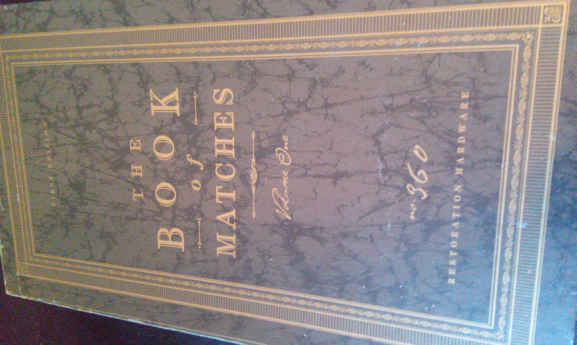 THE
BOOK
of
MATCHES
Volume One
no 360
RESTORATION HARDWARE